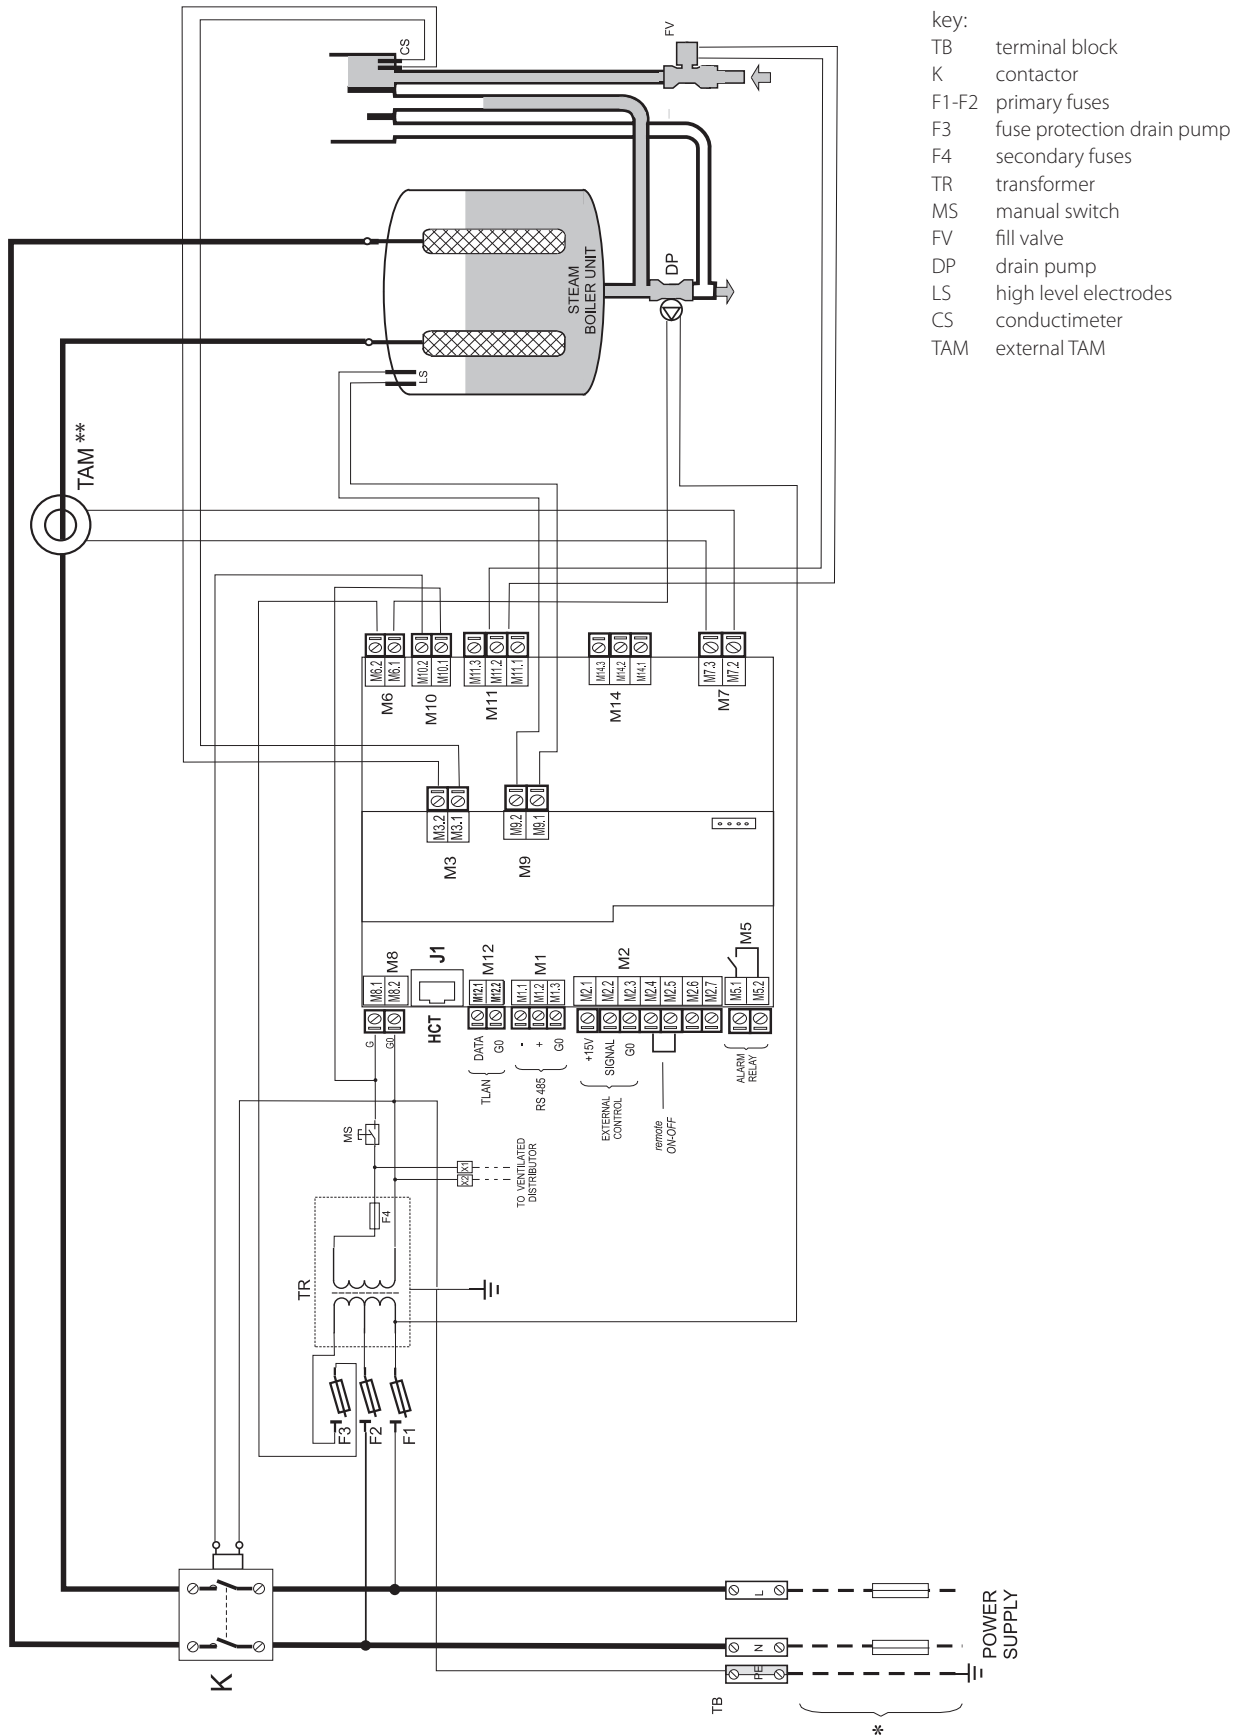 key:
TB terminal block
K contactor
F1-F2 primary fuses
F3 fuse protection drain pump
F4 secondary fuses
TR transformer
MS manual switch
FV fill valve
DP drain pump
LS high level electrodes
CS conductimeter
TAM external TAM
FV
CS
DP
STEAM
BOILER UNIT
LS
TAM **
M6.2
M6.1
M10.2
M10.1
M11.3
M11.2
M11.1
M14.3
M14.2
M14.1
M7.3
M7.2
M6
M10
M11
M14
M7
M3.2
M3.1
M9.2
M9.1
M3
M9
M8
J1
M12
M1
M2
M5
M8.1
M8.2
HCT
M12.1
M12.2
M1.1
M1.2
M1.3
M2.1
M2.2
M2.3
M2.4
M2.5
M2.6
M2.7
M5.1
M5.2
G
G0
DATA
G0
TLAN
-
+
G0
RS 485
+15V
SIGNAL
G0
EXTERNAL
CONTROL
remote
ON-OFF
ALARM
RELAY
MS
X1
X2
TO VENTILATED
DISTRIBUTOR
F4
TR
F3
F2
F1
K
L
N
PE
TB
POWER
SUPPLY
*